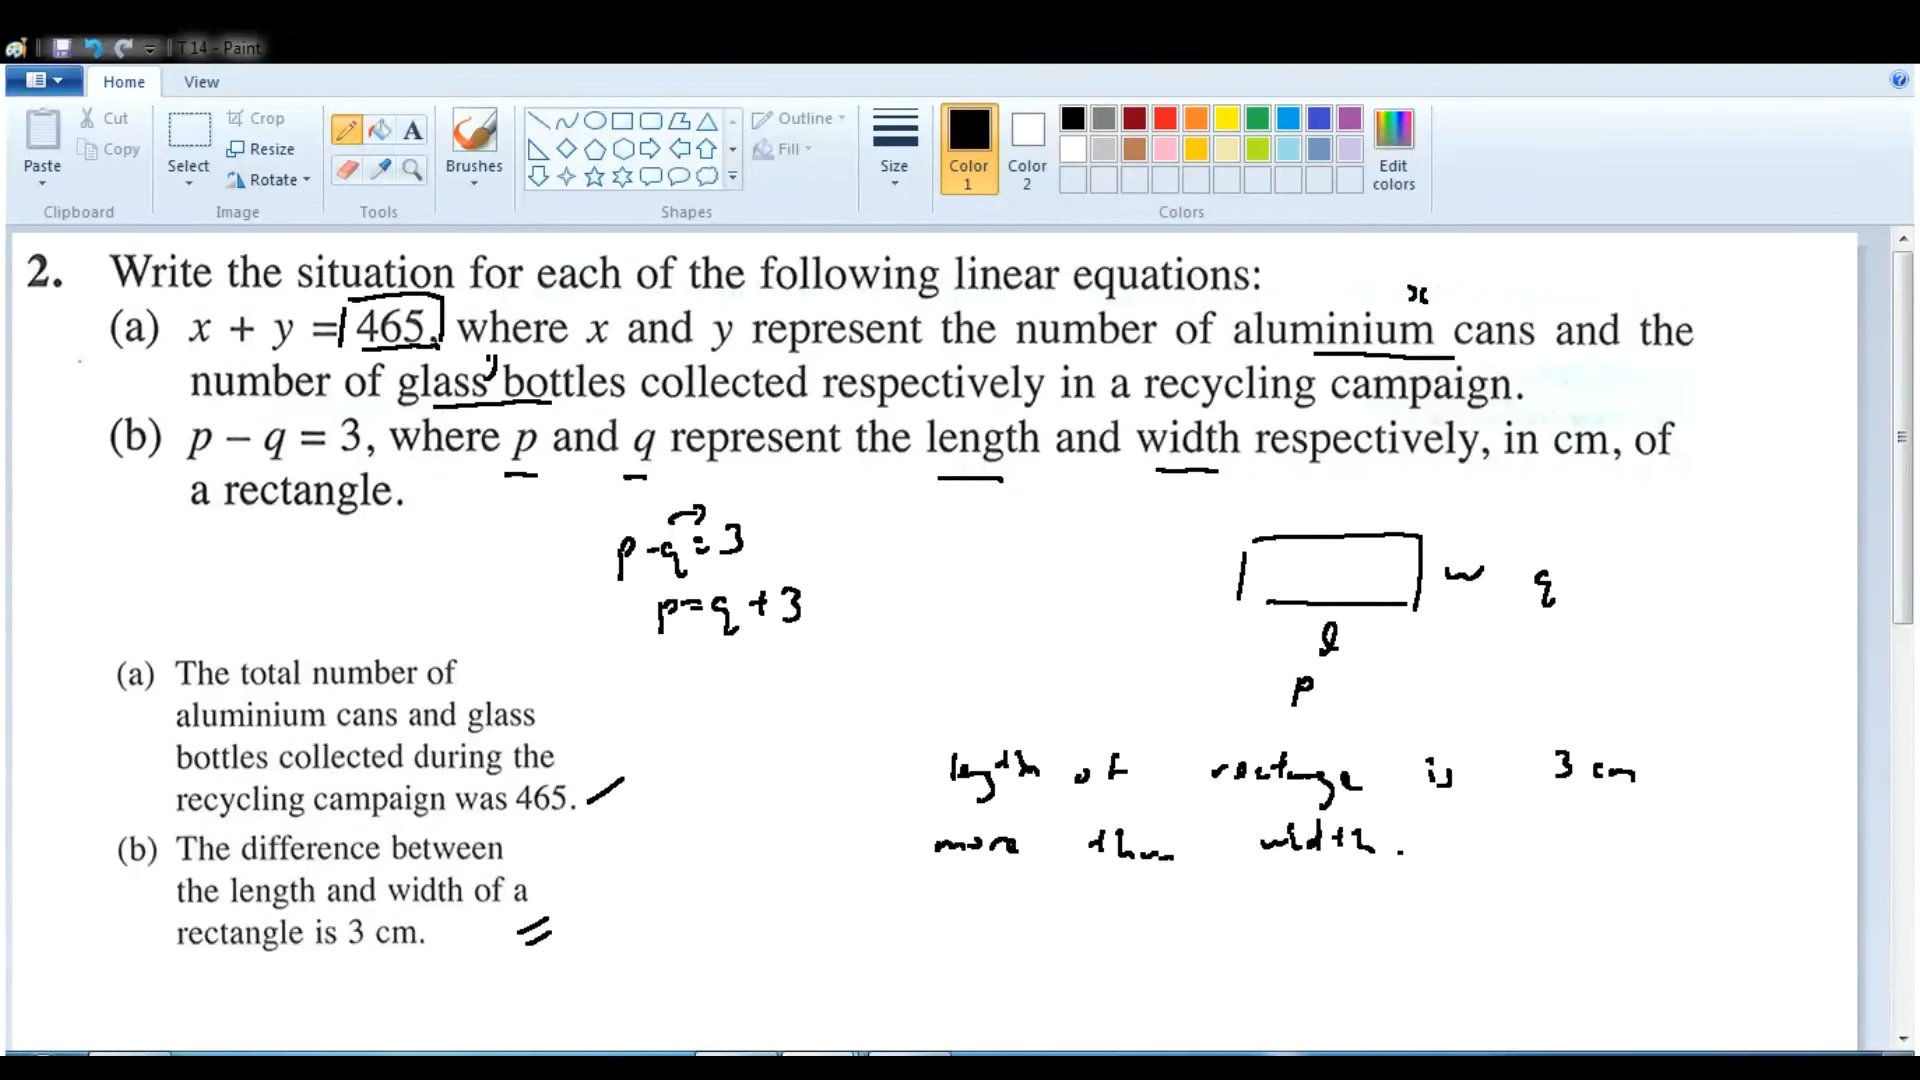 T 14 - Paint
Home View
Paste
Cut
Copy
Clipboard
Select
Crop
Resize
Rotate
Image
A
Tools
Brushes
Shapes
Outline
Fill
Size
Color 1
Color 2
Edit colors
Colors
2. Write the situation for each of the following linear equations:
x
(a) x + y = 465, where x and y represent the number of aluminium cans and the
number of glass bottles collected respectively in a recycling campaign.
(b) p – q = 3, where p and q represent the length and width respectively, in cm, of
a rectangle.
p - q = 3
p = q + 3
w q
l
p
(a) The total number of
aluminium cans and glass
bottles collected during the
recycling campaign was 465.
(b) The difference between
the length and width of a
rectangle is 3 cm.
length of rectangle is 3 cm
more than width.